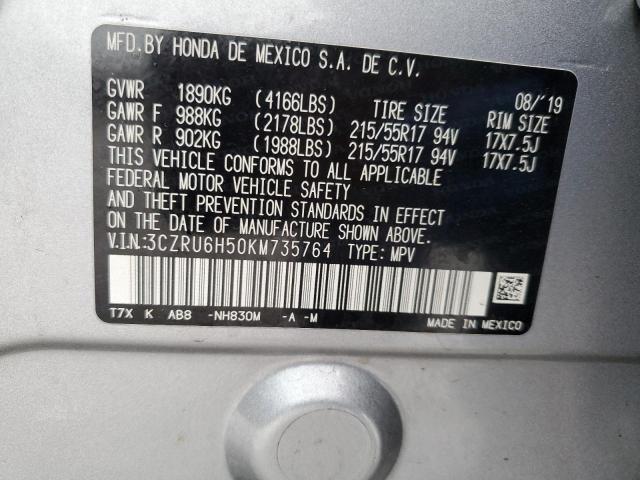 MFD.BY HONDA DE MEXICO S.A. DE C.V.
08/'19
GVWR 1890KG (4166LBS) TIRE SIZE RIM SIZE
GAWR F 988KG (2178LBS) 215/55R17 94V 17X7.5J
GAWR R 902KG (1988LBS) 215/55R17 94V 17X7.5J
THIS VEHICLE CONFORMS TO ALL APPLICABLE
FEDERAL MOTOR VEHICLE SAFETY
AND THEFT PREVENTION STANDARDS IN EFFECT
ON THE DATE OF MANUFACTURE SHOWN ABOVE.
V.I.N.:3CZRU6H50KM735764 TYPE: MPV
T7X K AB8 -NH830M -A -M
MADE IN MEXICO